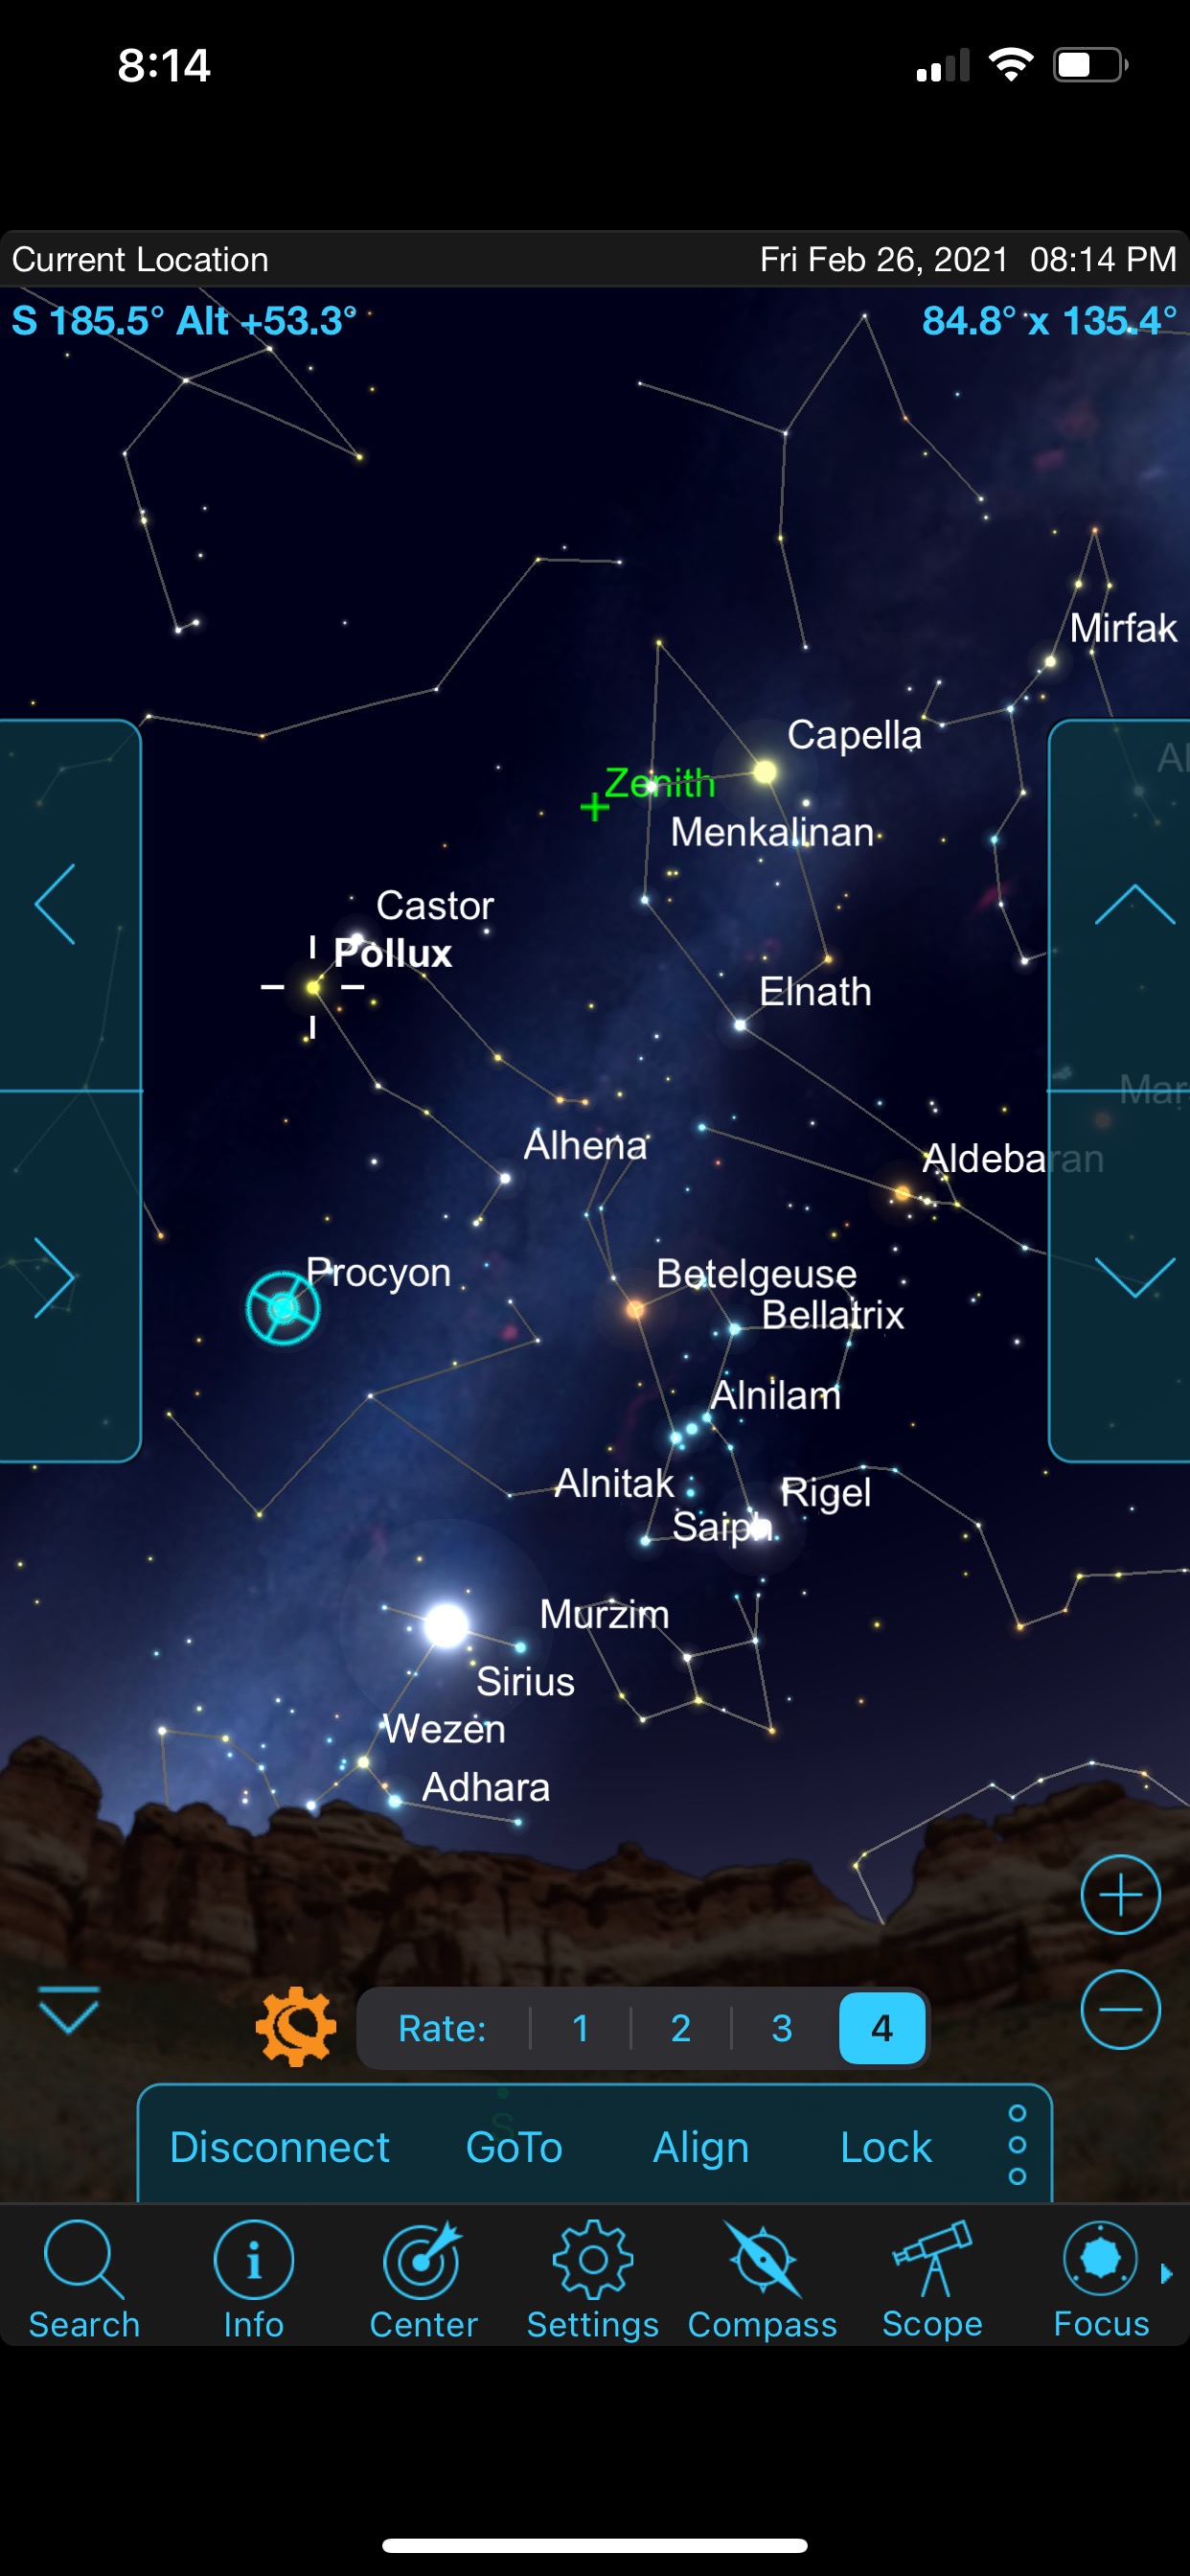 8:14
Current Location Fri Feb 26, 2021 08:14 PM
S 185.5° Alt +53.3° 84.8° x 135.4°
Mirfak
Capella
Al
Zenith
Menkalinan
Castor
Pollux
Elnath
Mar
Alhena
Aldebaran
Procyon
Betelgeuse
Bellatrix
Alnilam
Alnitak
Rigel
Saiph
Murzim
Sirius
Wezen
Adhara
Rate: 1 2 3 4
S
Disconnect GoTo Align Lock
Search Info Center Settings Compass Scope Focus